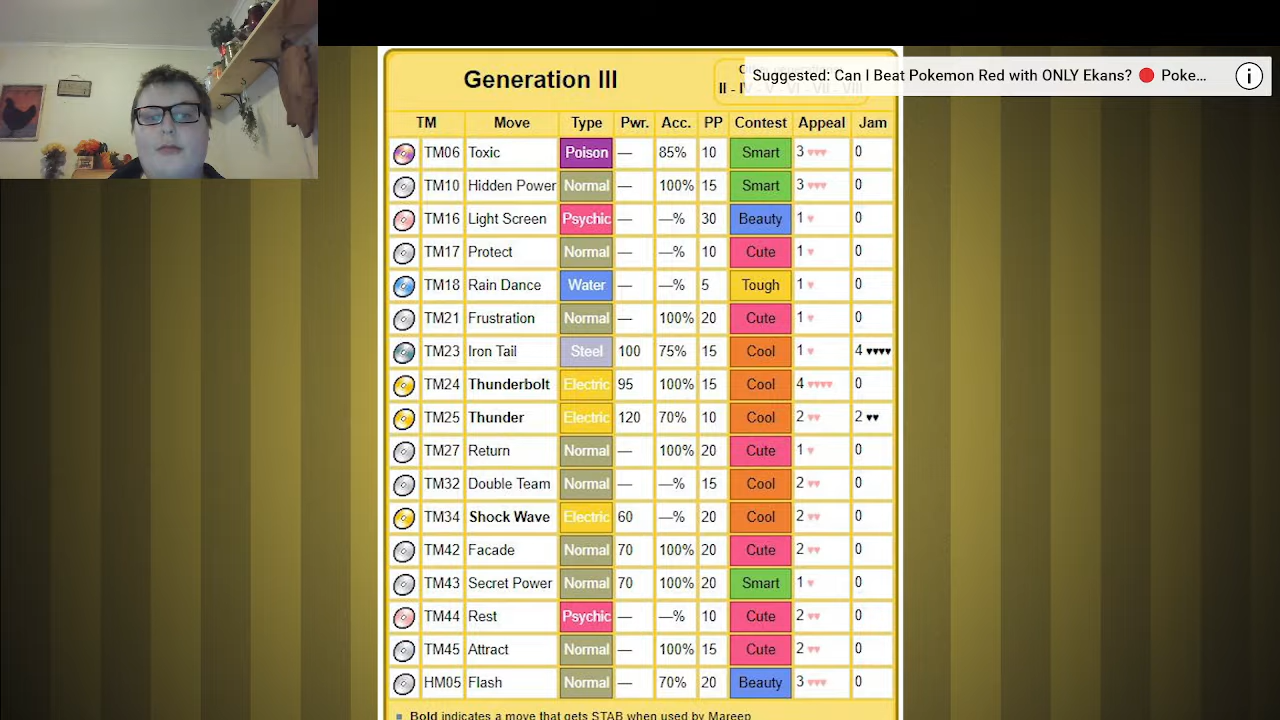 Generation III
II - I
Suggested: Can I Beat Pokemon Red with ONLY Ekans? 🔴 Poke...
TM Move Type Pwr. Acc. PP Contest Appeal Jam
TM06 Toxic Poison — 85% 10 Smart 3 ♥♥♥ 0
TM10 Hidden Power Normal — 100% 15 Smart 3 ♥♥♥ 0
TM16 Light Screen Psychic — —% 30 Beauty 1 ♥ 0
TM17 Protect Normal — —% 10 Cute 1 ♥ 0
TM18 Rain Dance Water — —% 5 Tough 1 ♥ 0
TM21 Frustration Normal — 100% 20 Cute 1 ♥ 0
TM23 Iron Tail Steel 100 75% 15 Cool 1 ♥ 4 ♥♥♥♥
TM24 Thunderbolt Electric 95 100% 15 Cool 4 ♥♥♥♥ 0
TM25 Thunder Electric 120 70% 10 Cool 2 ♥♥ 2 ♥♥
TM27 Return Normal — 100% 20 Cute 1 ♥ 0
TM32 Double Team Normal — —% 15 Cool 2 ♥♥ 0
TM34 Shock Wave Electric 60 —% 20 Cool 2 ♥♥ 0
TM42 Facade Normal 70 100% 20 Cute 2 ♥♥ 0
TM43 Secret Power Normal 70 100% 20 Smart 1 ♥ 0
TM44 Rest Psychic — —% 10 Cute 2 ♥♥ 0
TM45 Attract Normal — 100% 15 Cute 2 ♥♥ 0
HM05 Flash Normal — 70% 20 Beauty 3 ♥♥♥ 0
Bold indicates a move that gets STAB when used by Mareep